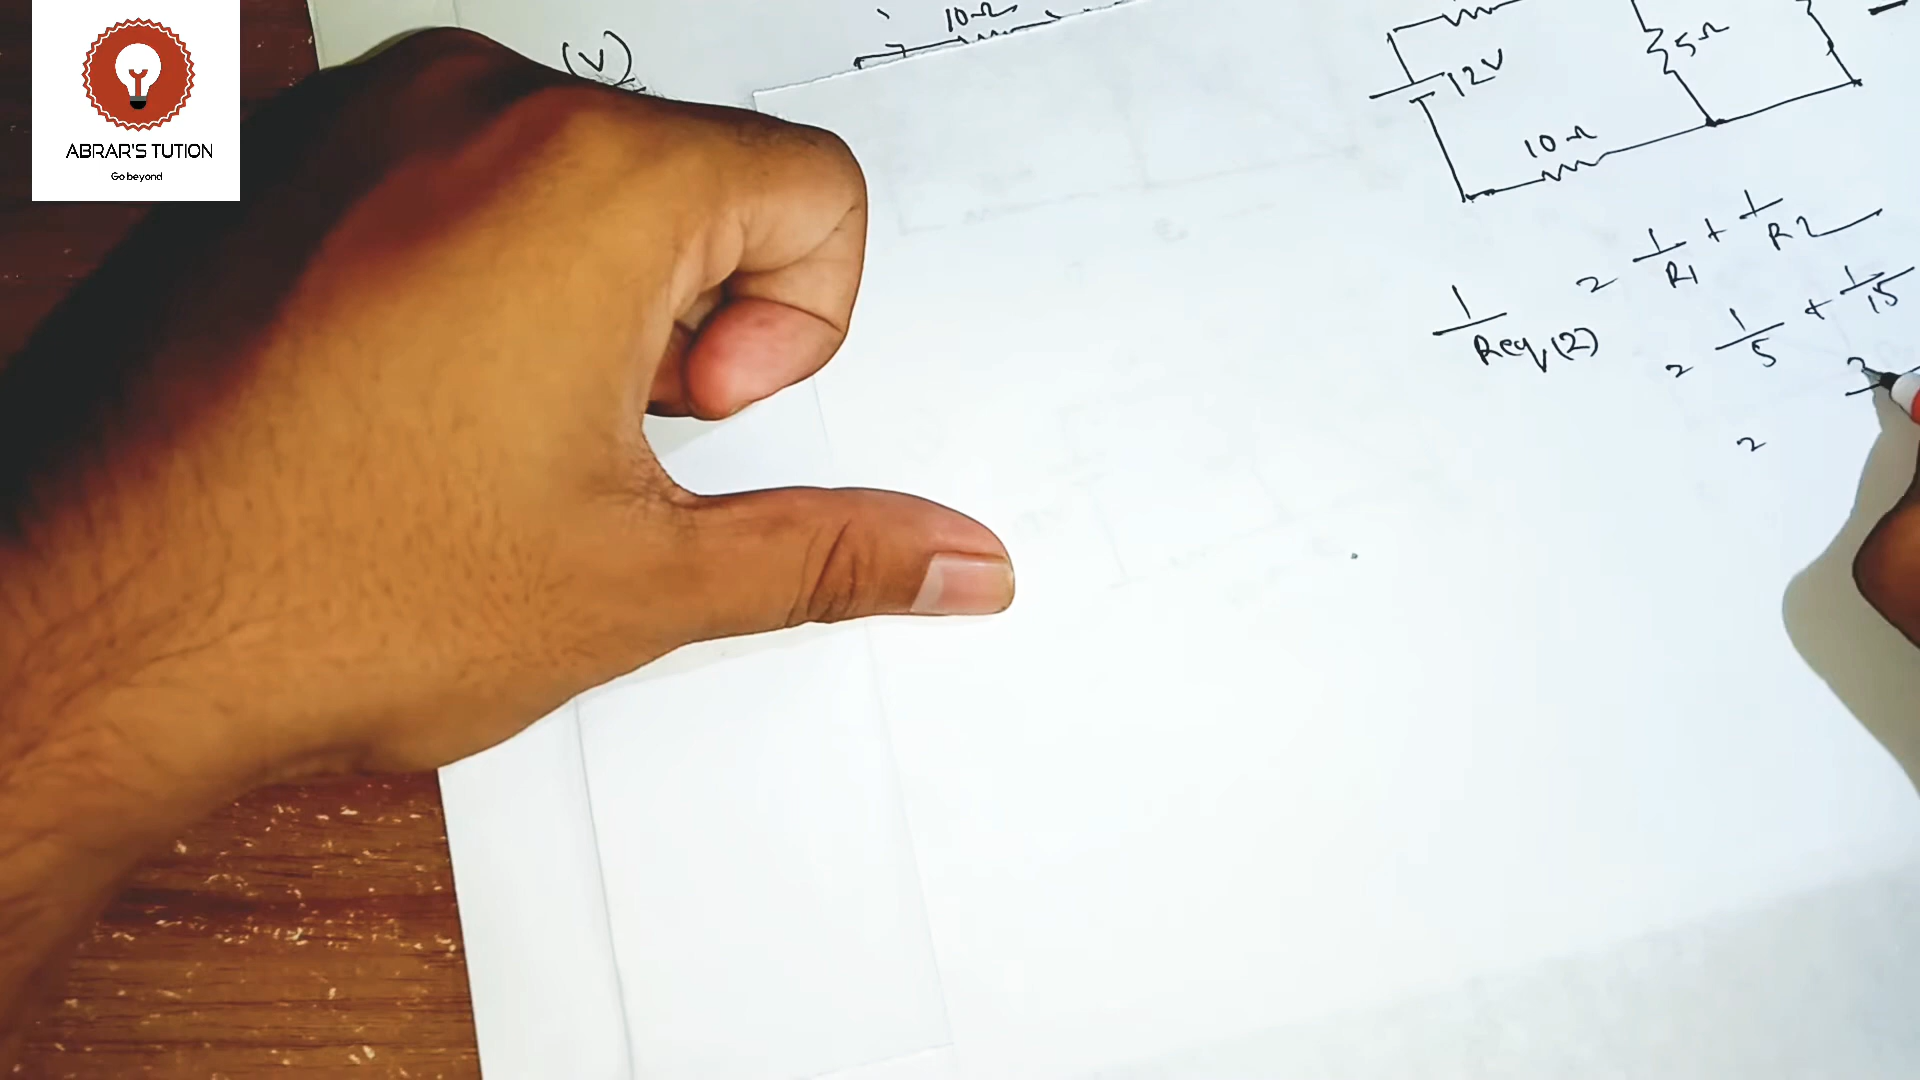 ABRAR'S TUTION
Go beyond
(V)
10Ω
12V
5Ω
10Ω
1/Req(2) = 1/R1 + 1/R2
= 1/5 + 1/15
=